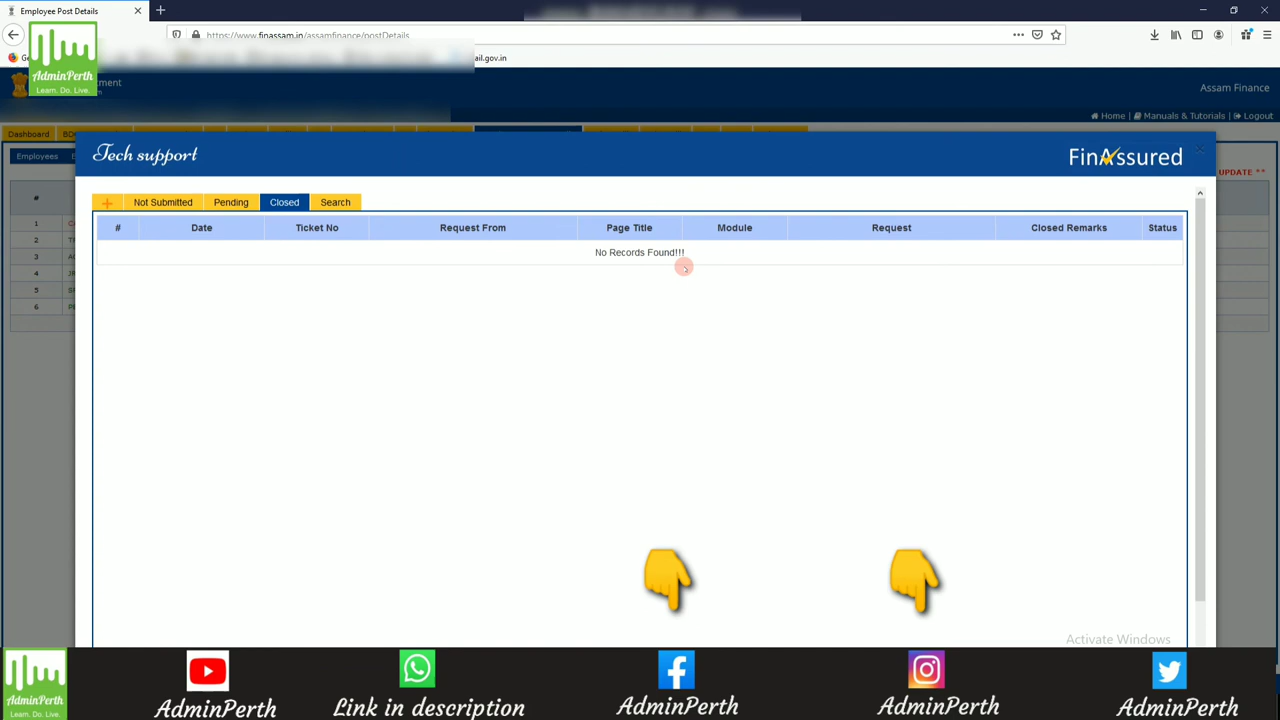 Employee Post Details
https://www.finassam.in/assamfinance/postDetails
ail.gov.in
AdminPerth
Learn. Do. Live.
Assam Finance
Home | Manuals & Tutorials | Logout
Dashboard
Employees
UPDATE **
Tech support
FinAssured
+ Not Submitted Pending Closed Search
# Date Ticket No Request From Page Title Module Request Closed Remarks Status
No Records Found!!!
#
1
2
3
4
5
6
Activate Windows
AdminPerth
Learn. Do. Live.
AdminPerth
Link in description
AdminPerth
AdminPerth
AdminPerth